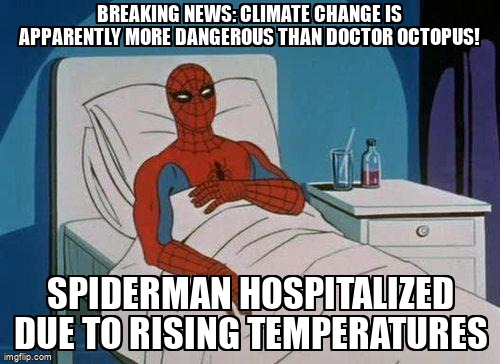 BREAKING NEWS: CLIMATE CHANGE IS
APPARENTLY MORE DANGEROUS THAN DOCTOR OCTOPUS!
SPIDERMAN HOSPITALIZED
DUE TO RISING TEMPERATURES
imgflip.com